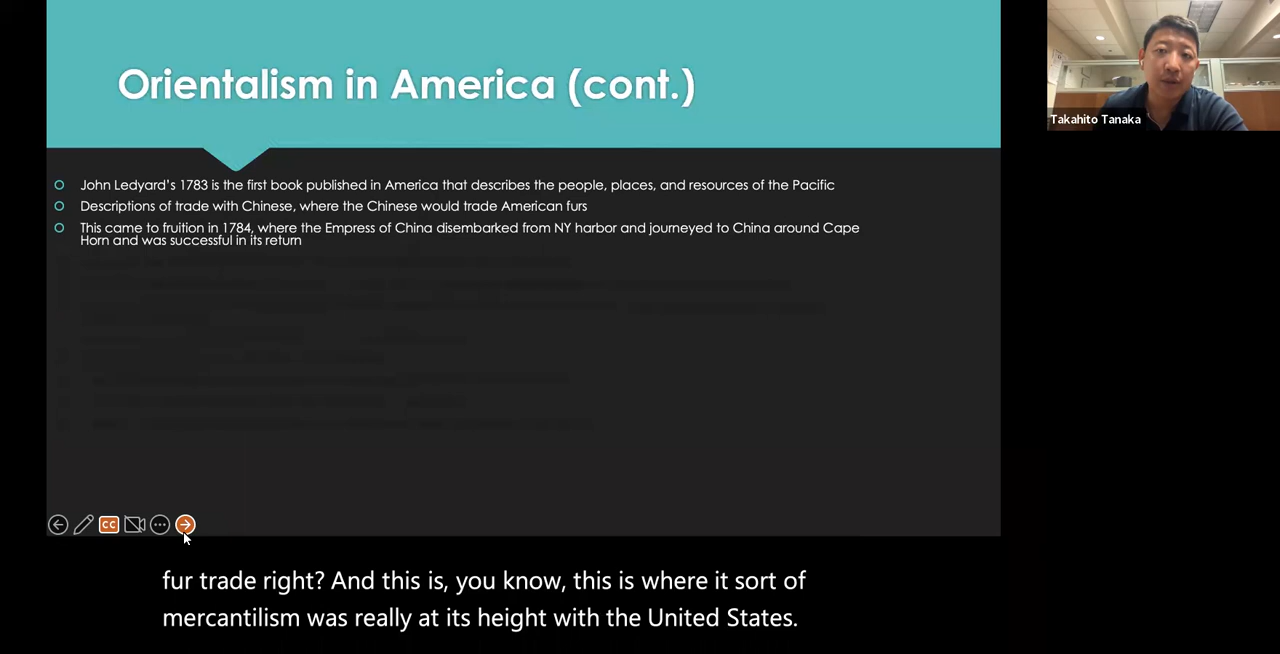 Orientalism in America (cont.)
Takahito Tanaka
John Ledyard's 1783 is the first book published in America that describes the people, places, and resources of the Pacific
Descriptions of trade with Chinese, where the Chinese would trade American furs
This came to fruition in 1784, where the Empress of China disembarked from NY harbor and journeyed to China around Cape
Horn and was successful in its return
CC
fur trade right? And this is, you know, this is where it sort of
mercantilism was really at its height with the United States.